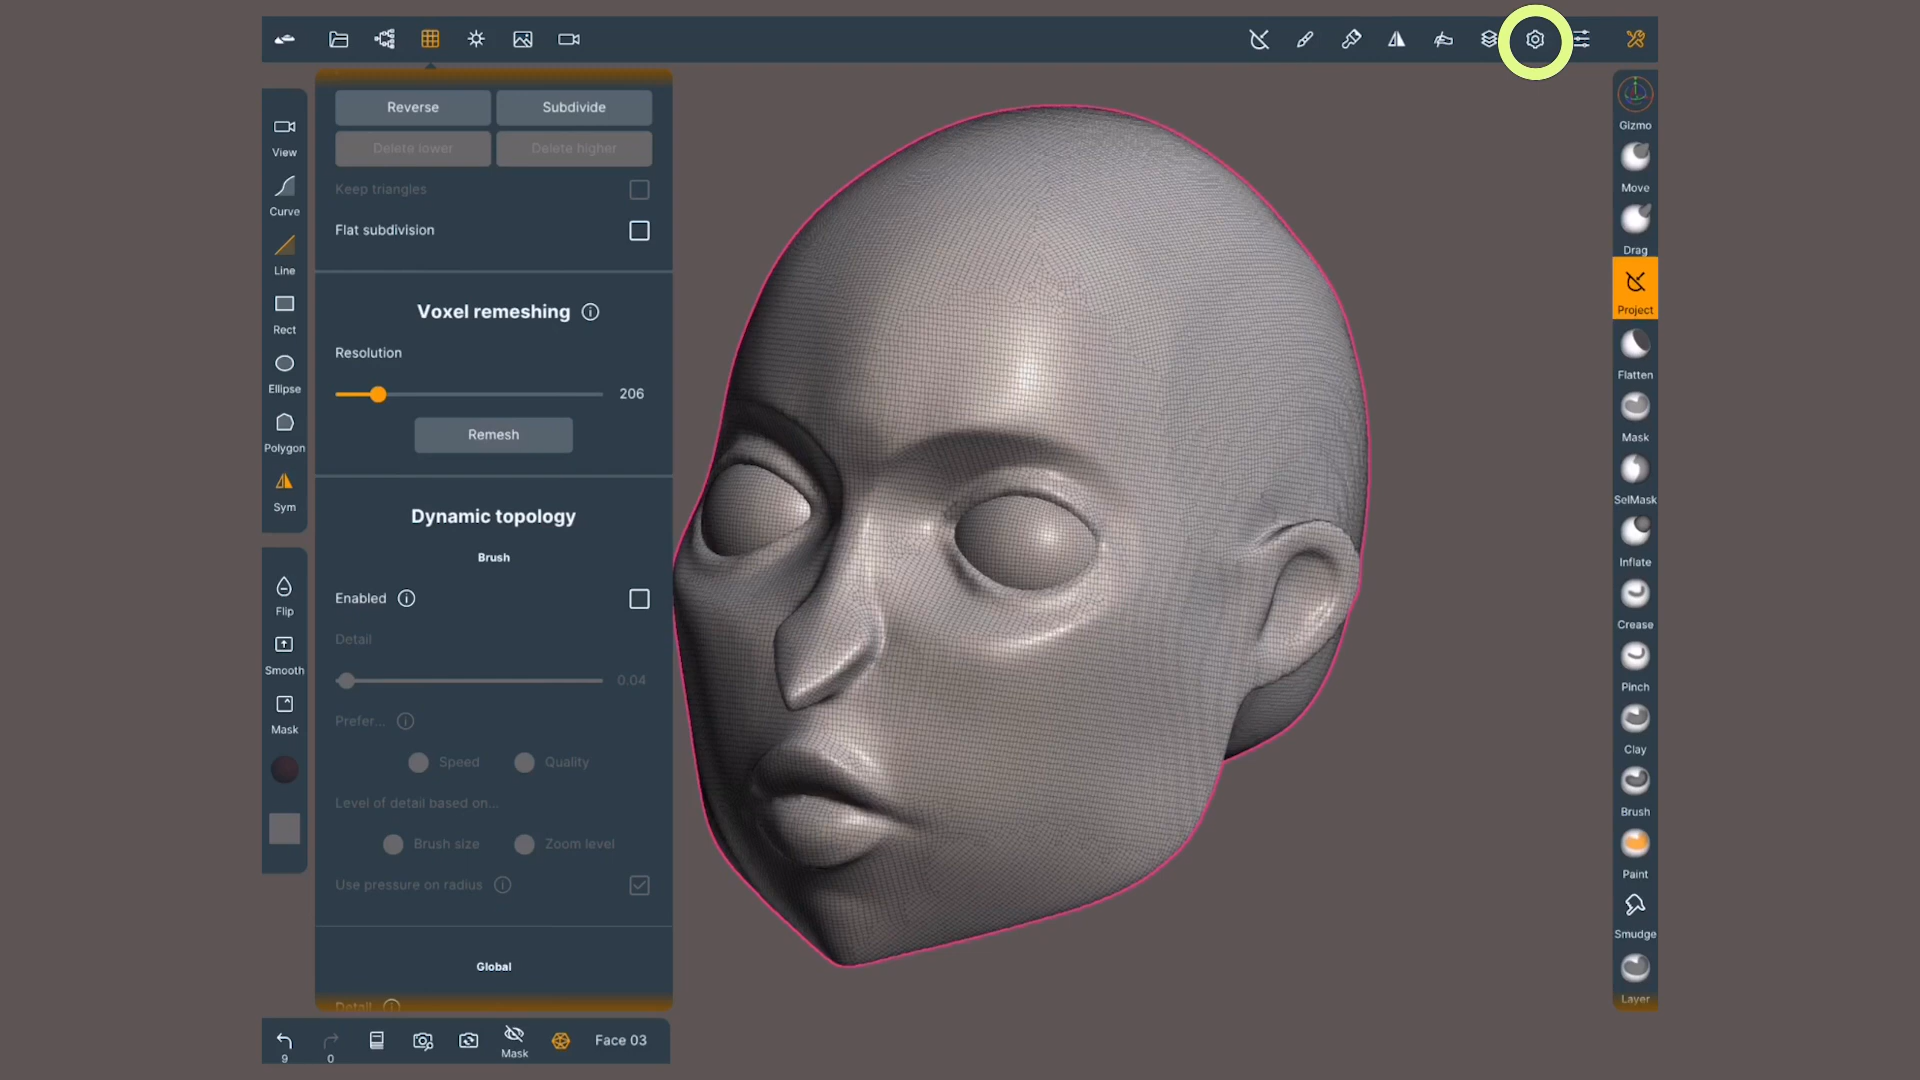 Reverse
Subdivide
Delete lower
Delete higher
Keep triangles
Flat subdivision
Voxel remeshing
Resolution
206
Remesh
Dynamic topology
Brush
Enabled
Detail
0.04
Prefer...
Speed
Quality
Level of detail based on...
Brush size
Zoom level
Use pressure on radius
Global
Detail
View
Curve
Line
Rect
Ellipse
Polygon
Sym
Flip
Smooth
Mask
9
0
Mask
Face 03
Gizmo
Move
Drag
Project
Flatten
Mask
SelMask
Inflate
Crease
Pinch
Clay
Brush
Paint
Smudge
Layer